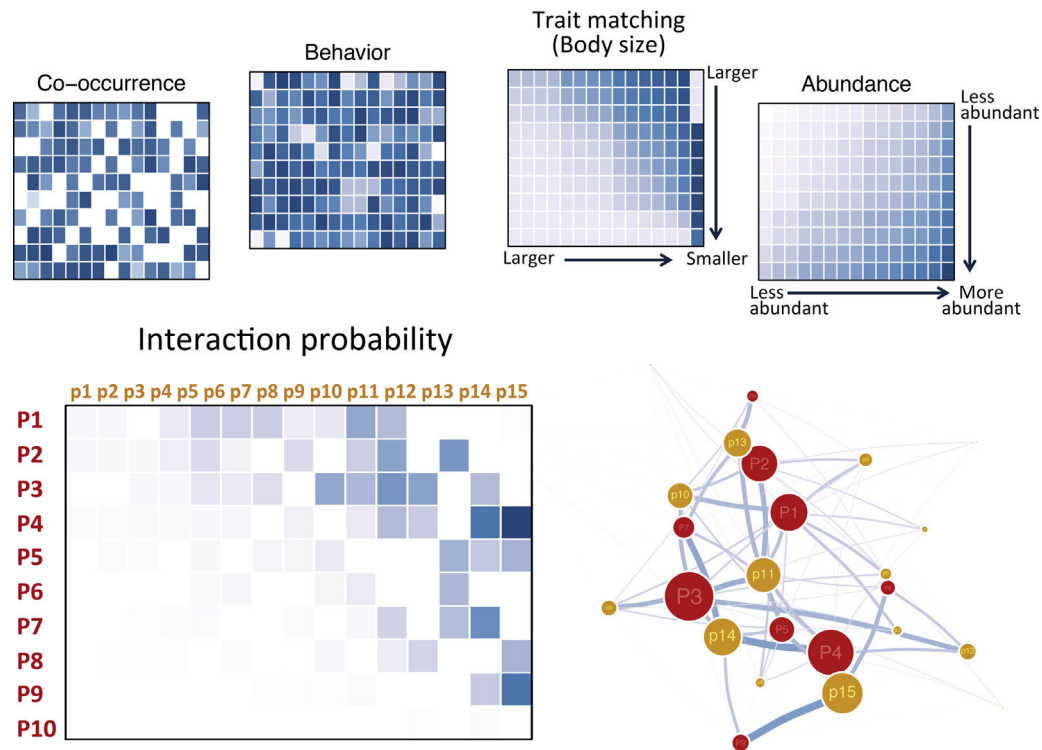 Co-occurrence
Behavior
Trait matching
(Body size)
Larger
Larger
Smaller
Abundance
Less
abundant
Less
abundant
More
abundant
Interaction probability
p1 p2 p3 p4 p5 p6 p7 p8 p9 p10 p11 p12 p13 p14 p15
P1
P2
P3
P4
P5
P6
P7
P8
P9
P10
p13
P2
p10
P1
P7
p11
P3
P5
p14
P4
p12
p15
P9